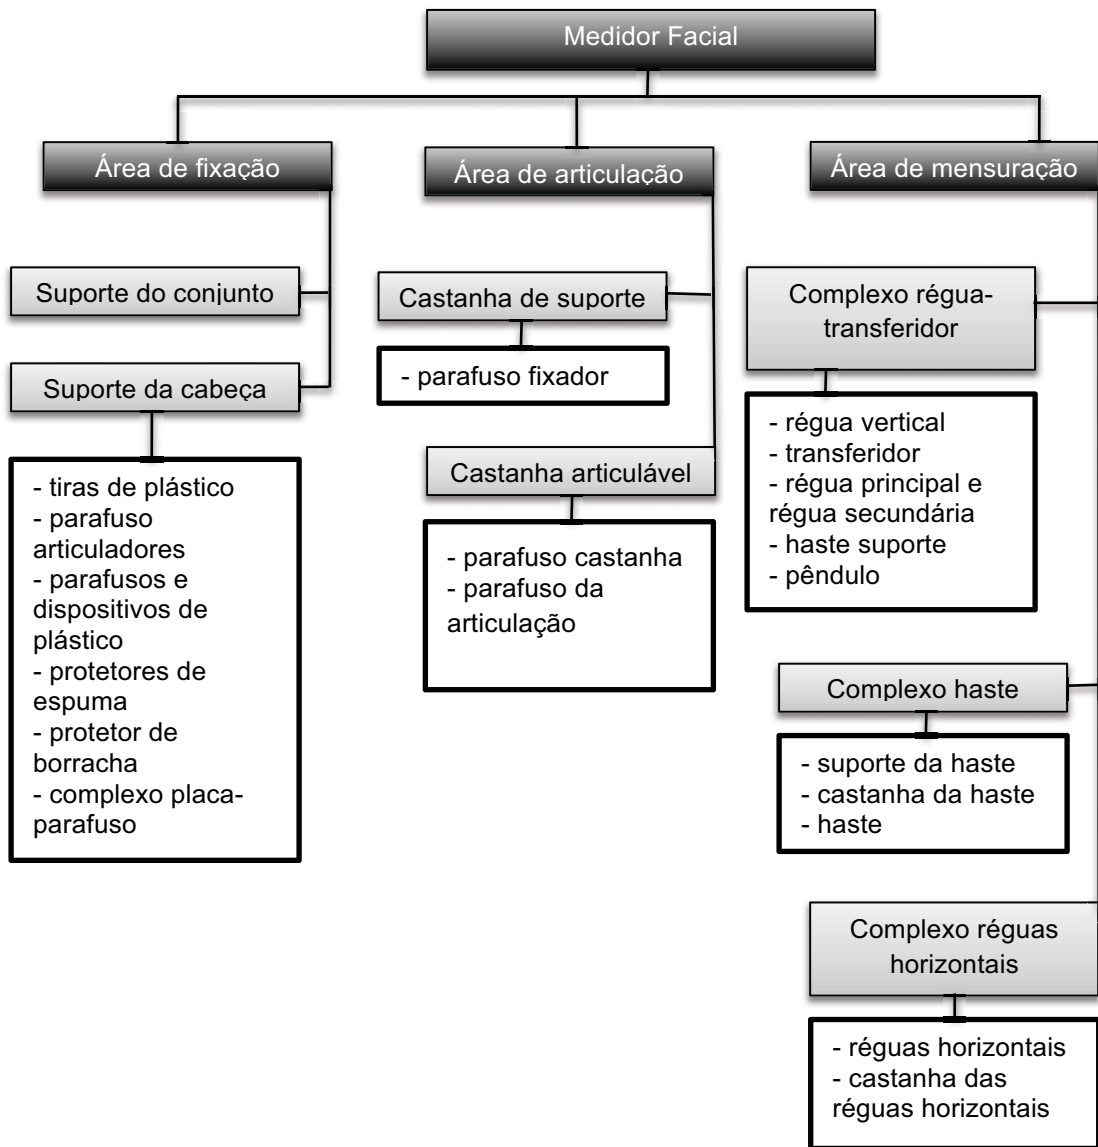 Medidor Facial
Área de fixação
Suporte do conjunto
Suporte da cabeça
- tiras de plástico
- parafuso
articuladores
- parafusos e
dispositivos de
plástico
- protetores de
espuma
- protetor de
borracha
- complexo placa-
parafuso
Área de articulação
Castanha de suporte
- parafuso fixador
Castanha articulável
- parafuso castanha
- parafuso da
articulação
Área de mensuração
Complexo régua-
transferidor
- régua vertical
- transferidor
- régua principal e
régua secundária
- haste suporte
- pêndulo
Complexo haste
- suporte da haste
- castanha da haste
- haste
Complexo réguas
horizontais
- réguas horizontais
- castanha das
réguas horizontais